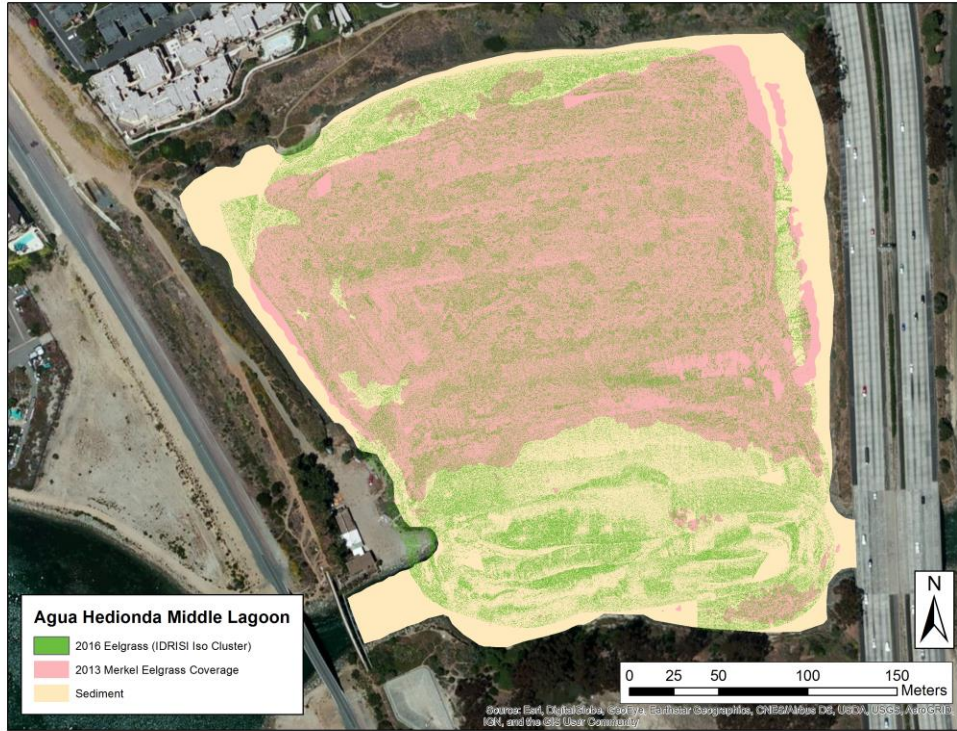 Agua Hedionda Middle Lagoon
2016 Eelgrass (IDRISI Iso Cluster)
2013 Merkel Eelgrass Coverage
Sediment
N
0 25 50 100 150
Meters
Source: Esri, DigitalGlobe, GeoEye, Earthstar Geographics, CNES/Airbus DS, USDA, USGS, AeroGRID,
IGN, and the GIS User Community